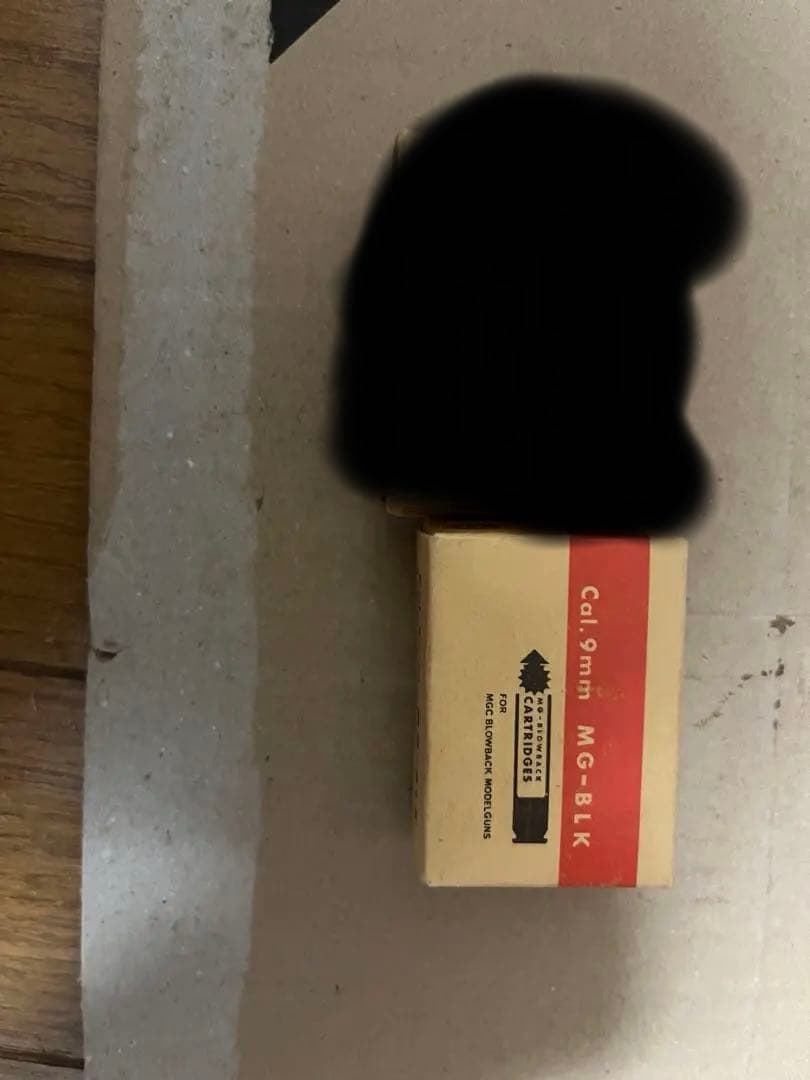 Cal. 9mm MG-BLK
MG-BLOWBACK
CARTRIDGES
FOR
MGC BLOWBACK MODELGUNS